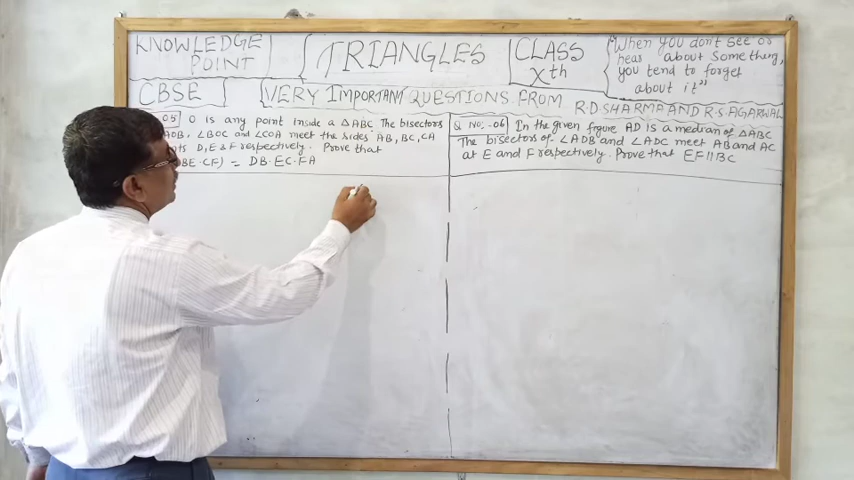 KNOWLEDGE POINT
TRIANGLES
CLASS Xth
"When you don't see or
hear about something,
you tend to forget
about it"
CBSE
VERY IMPORTANT QUESTIONS FROM R.D.SHARMA AND R.S.AGARWAL
05 O is any point inside a △ABC. The bisectors
AOB, ∠BOC and ∠COA meet the sides AB, BC, CA
D, E & F respectively. Prove that
BE·CF) = DB·EC·FA
Q NO;-06 In the given figure AD is a median of △ABC
The bisectors of ∠ADB and ∠ADC meet AB and AC
at E and F respectively. Prove that EF||BC